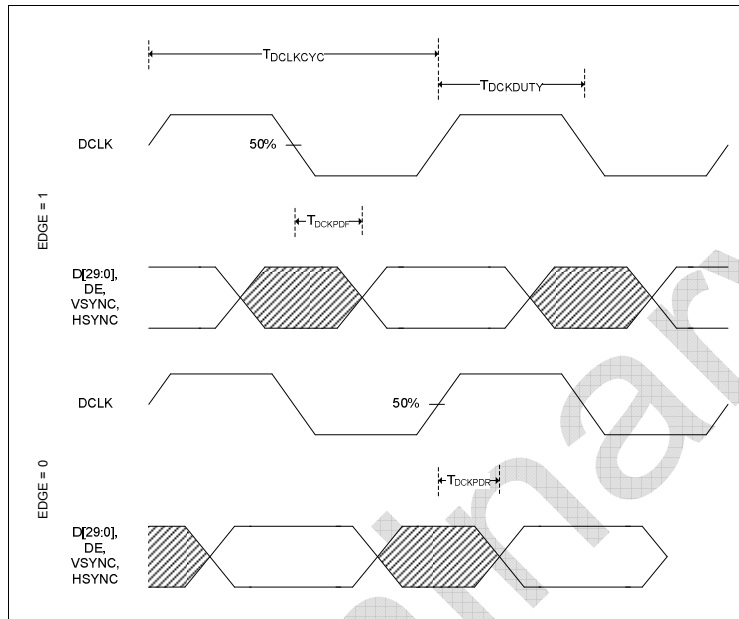 TDCLKCYC
TDCKDUTY
DCLK
50%
EDGE = 1
TDCKPDF
D[29:0],
DE,
VSYNC,
HSYNC
DCLK
50%
EDGE = 0
TDCKPDR
D[29:0],
DE,
VSYNC,
HSYNC